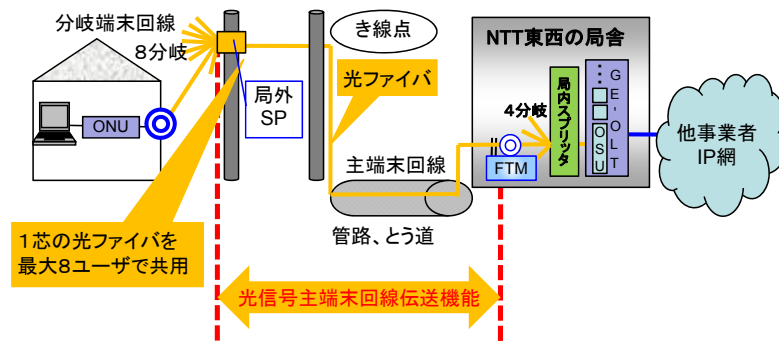 分岐端末回線
8分岐
き線点
NTT東西の局舎
ONU
局外
SP
光ファイバ
4分岐
局内スプリッタ
GE-OLT
OSU
FTM
他事業者
IP網
主端末回線
管路、とう道
1芯の光ファイバを
最大8ユーザで共用
光信号主端末回線伝送機能